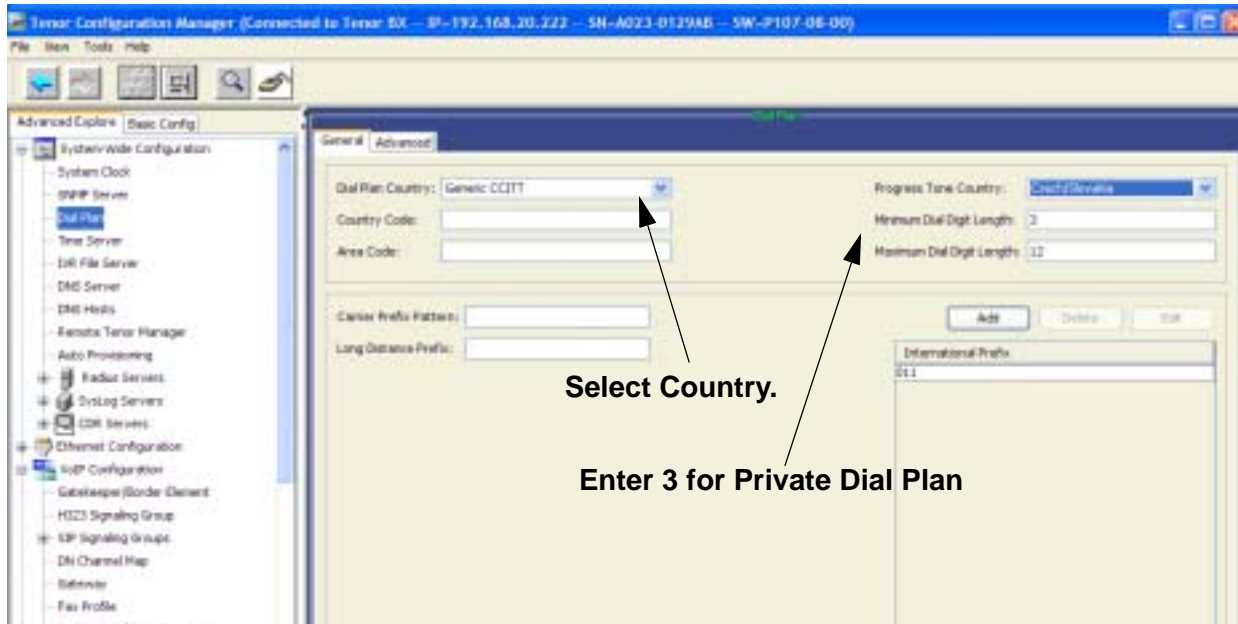 Tenor Configuration Manager (Connected to Tenor BX -- IP-192.168.20.222 -- SN-A023-0129AB -- SW-P107-08-00)
File Item Tools Help
Advanced Explore Basic Config
System-Wide Configuration
System Clock
SNMP Server
Dial Plan
Time Server
IVR File Server
DNS Server
DNS Hosts
Remote Tenor Manager
Auto Provisioning
Radius Servers
SysLog Servers
CDR Servers
Ethernet Configuration
VoIP Configuration
Gatekeeper/Border Element
H323 Signaling Group
SIP Signaling Groups
DN Channel Map
Gateway
Fax Profile
Dial Plan
General Advanced
Dial Plan Country: Generic CCITT
Progress Tone Country: Czech/Slovakia
Country Code:
Minimum Dial Digit Length: 3
Area Code:
Maximum Dial Digit Length: 12
Carrier Prefix Pattern:
Add Delete Edit
Long Distance Prefix:
International Prefix
011
Select Country.
Enter 3 for Private Dial Plan